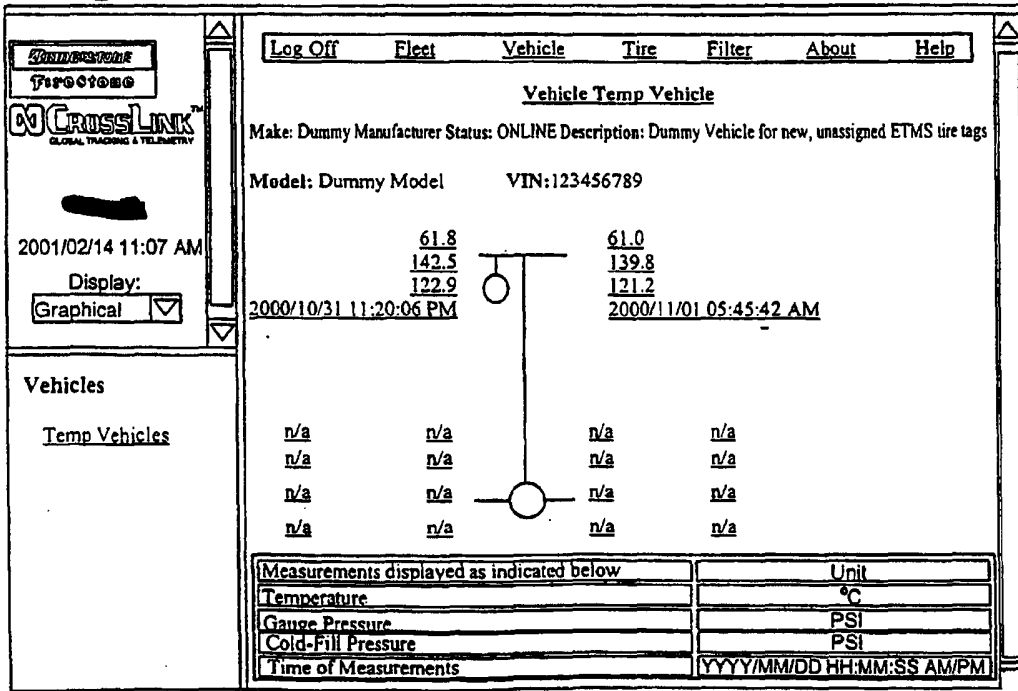 BRIDGESTONE
Firestone
CROSSLINK™
GLOBAL TRACKING & TELEMETRY
2001/02/14 11:07 AM
Display:
Graphical
Vehicles
Temp Vehicles
Log Off Fleet Vehicle Tire Filter About Help
Vehicle Temp Vehicle
Make: Dummy Manufacturer Status: ONLINE Description: Dummy Vehicle for new, unassigned ETMS tire tags
Model: Dummy Model VIN:123456789
61.8 61.0
142.5 139.8
122.9 121.2
2000/10/31 11:20:06 PM 2000/11/01 05:45:42 AM
n/a n/a n/a n/a
n/a n/a n/a n/a
n/a n/a n/a n/a
n/a n/a n/a n/a
Measurements displayed as indicated below Unit
Temperature °C
Gauge Pressure PSI
Cold-Fill Pressure PSI
Time of Measurements YYYY/MM/DD HH:MM:SS AM/PM